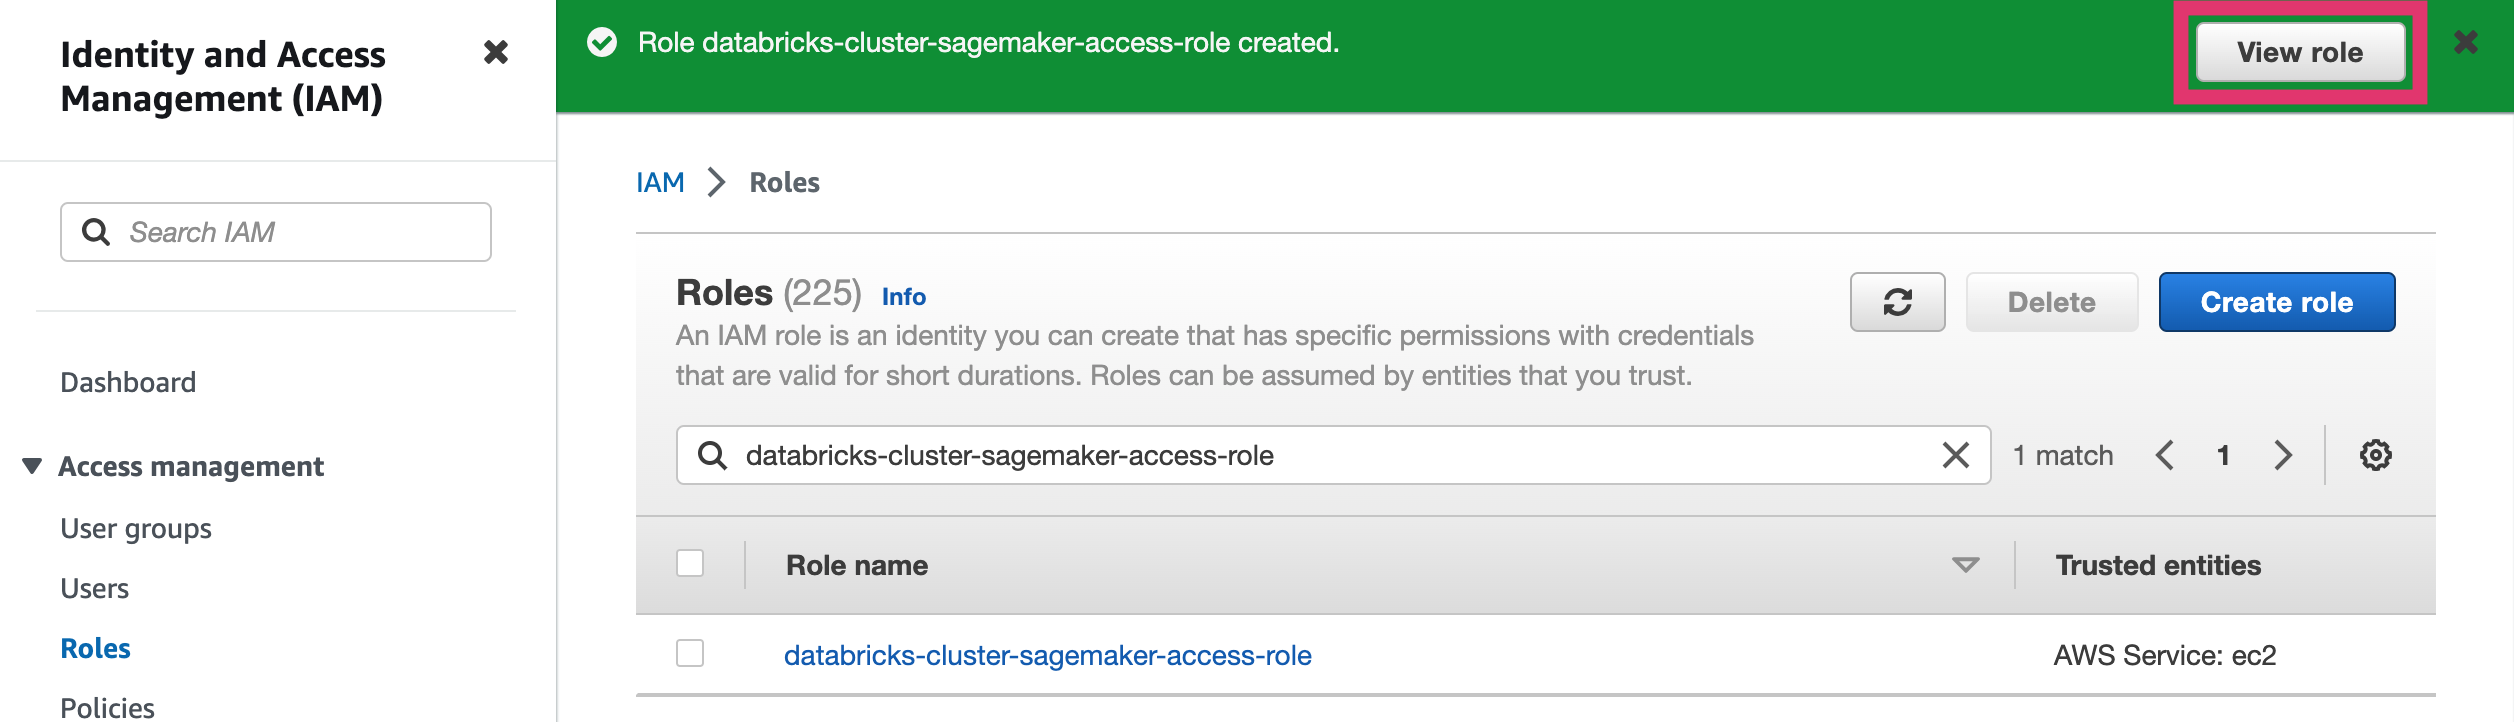 Identity and Access
Management (IAM)
Search IAM
Dashboard
Access management
User groups
Users
Roles
Policies
Role databricks-cluster-sagemaker-access-role created.
View role
IAM
Roles
Roles (225) Info
An IAM role is an identity you can create that has specific permissions with credentials
that are valid for short durations. Roles can be assumed by entities that you trust.
Delete
Create role
databricks-cluster-sagemaker-access-role
1 match
1
Role name
Trusted entities
databricks-cluster-sagemaker-access-role
AWS Service: ec2